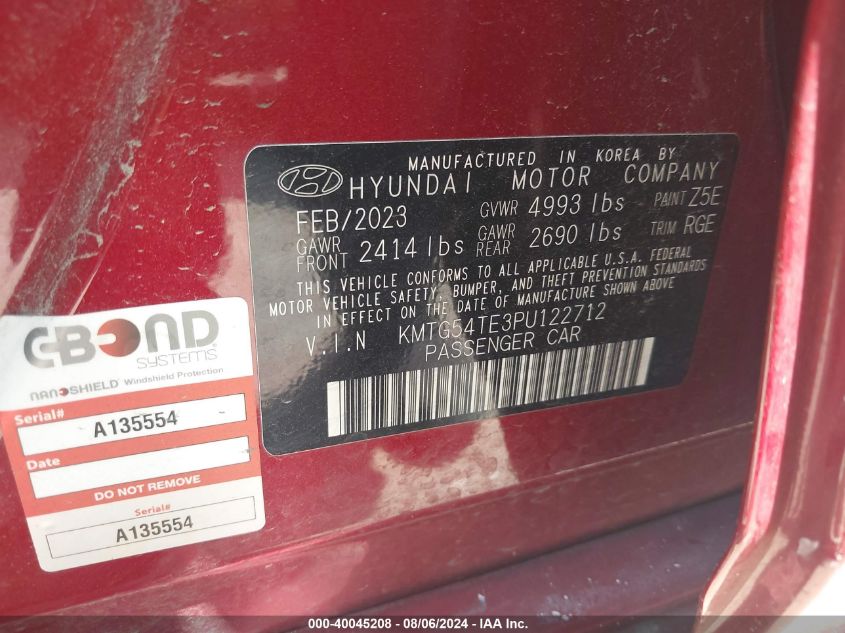 MANUFACTURED IN KOREA BY
HYUNDAI MOTOR COMPANY
FEB/2023 GVWR 4993 lbs PAINT Z5E
GAWR FRONT 2414 lbs GAWR REAR 2690 lbs TRIM RGE
THIS VEHICLE CONFORMS TO ALL APPLICABLE U.S.A. FEDERAL
MOTOR VEHICLE SAFETY, BUMPER, AND THEFT PREVENTION STANDARDS
IN EFFECT ON THE DATE OF MANUFACTURE SHOWN ABOVE
V.I.N KMTG54TE3PU122712
PASSENGER CAR
C-BOND
SYSTEMS
NANOSHIELD Windshield Protection
Serial#
A135554
Date
DO NOT REMOVE
Serial#
A135554
000-40045208 - 08/06/2024 - IAA Inc.